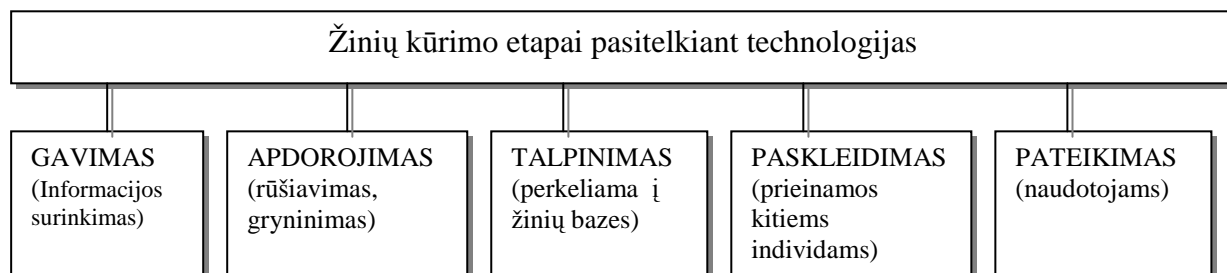 Žinių kūrimo etapai pasitelkiant technologijas
GAVIMAS
(Informacijos
surinkimas)
APDOROJIMAS
(rūšiavimas,
gryninimas)
TALPINIMAS
(perkeliama į
žinių bazes)
PASKLEIDIMAS
(prieinamos
kitiems
individams)
PATEIKIMAS
(naudotojams)